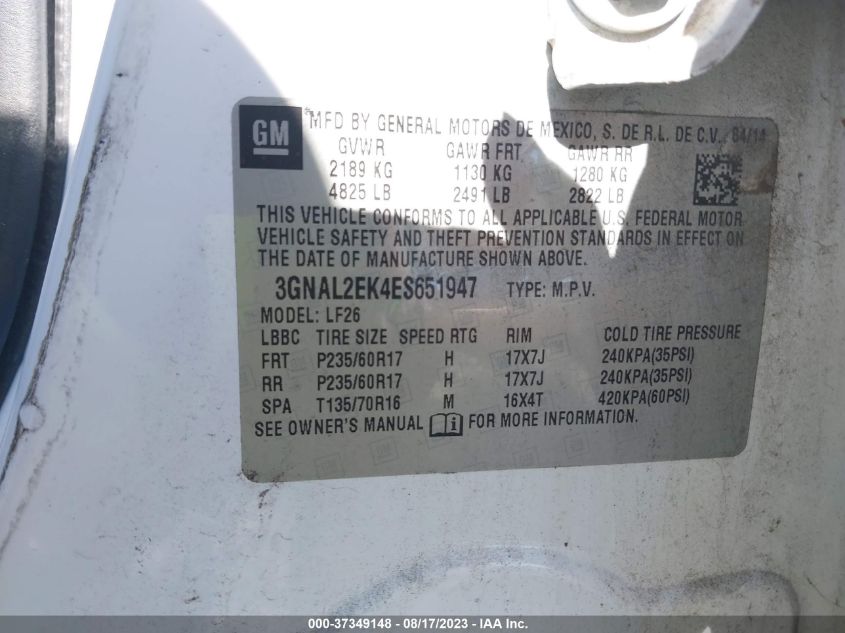 GM MFD BY GENERAL MOTORS DE MEXICO, S. DE R.L. DE C.V. 04/14
GVWR GAWR FRT GAWR RR
2189 KG 1130 KG 1280 KG
4825 LB 2491 LB 2822 LB
THIS VEHICLE CONFORMS TO ALL APPLICABLE U.S. FEDERAL MOTOR
VEHICLE SAFETY AND THEFT PREVENTION STANDARDS IN EFFECT ON
THE DATE OF MANUFACTURE SHOWN ABOVE.
3GNAL2EK4ES651947 TYPE: M.P.V.
MODEL: LF26
LBBC TIRE SIZE SPEED RTG RIM COLD TIRE PRESSURE
FRT P235/60R17 H 17X7J 240KPA(35PSI)
RR P235/60R17 H 17X7J 240KPA(35PSI)
SPA T135/70R16 M 16X4T 420KPA(60PSI)
SEE OWNER'S MANUAL FOR MORE INFORMATION.
000-37349148 - 08/17/2023 - IAA Inc.